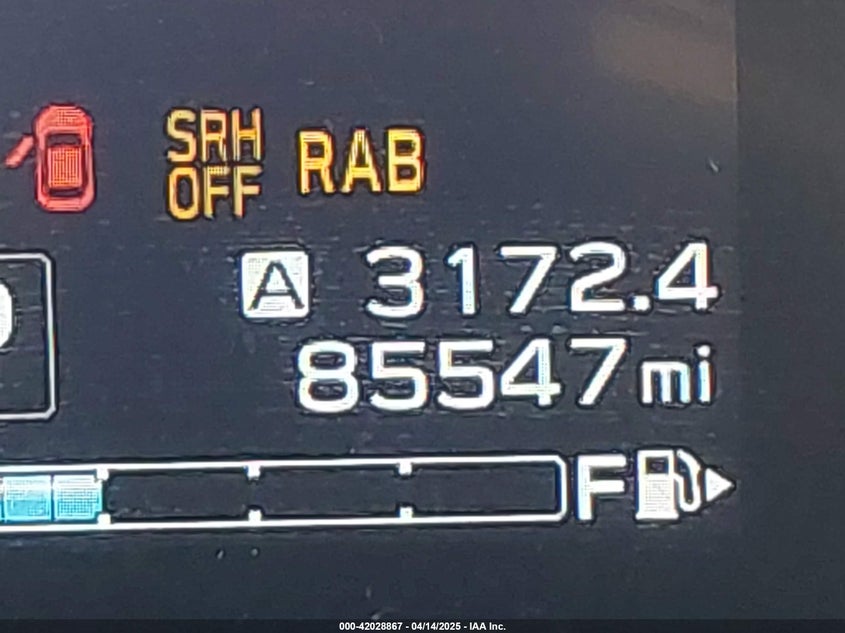 SRH
OFF
RAB
A 3172.4
85547 mi
F
000-42028867 - 04/14/2025 - IAA Inc.